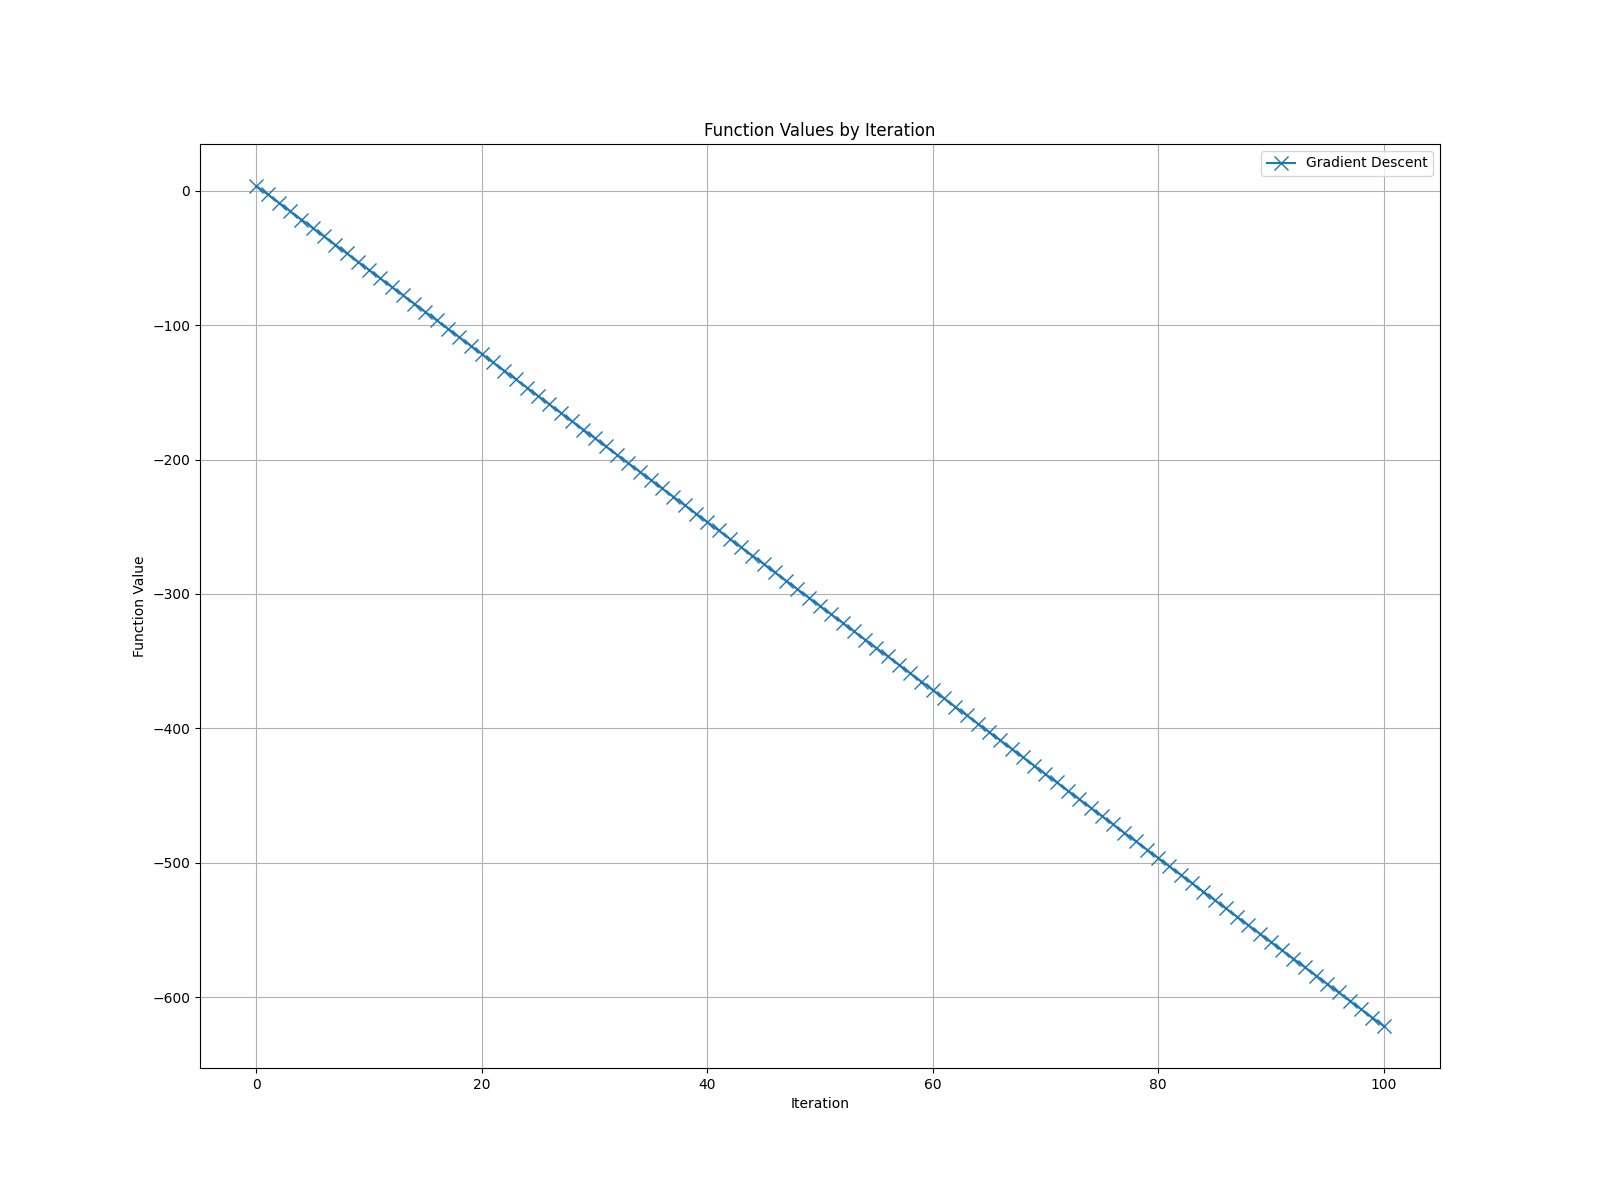 Function Values by Iteration
Gradient Descent
0
−100
−200
−300
−400
−500
−600
Function Value
0 20 40 60 80 100
Iteration